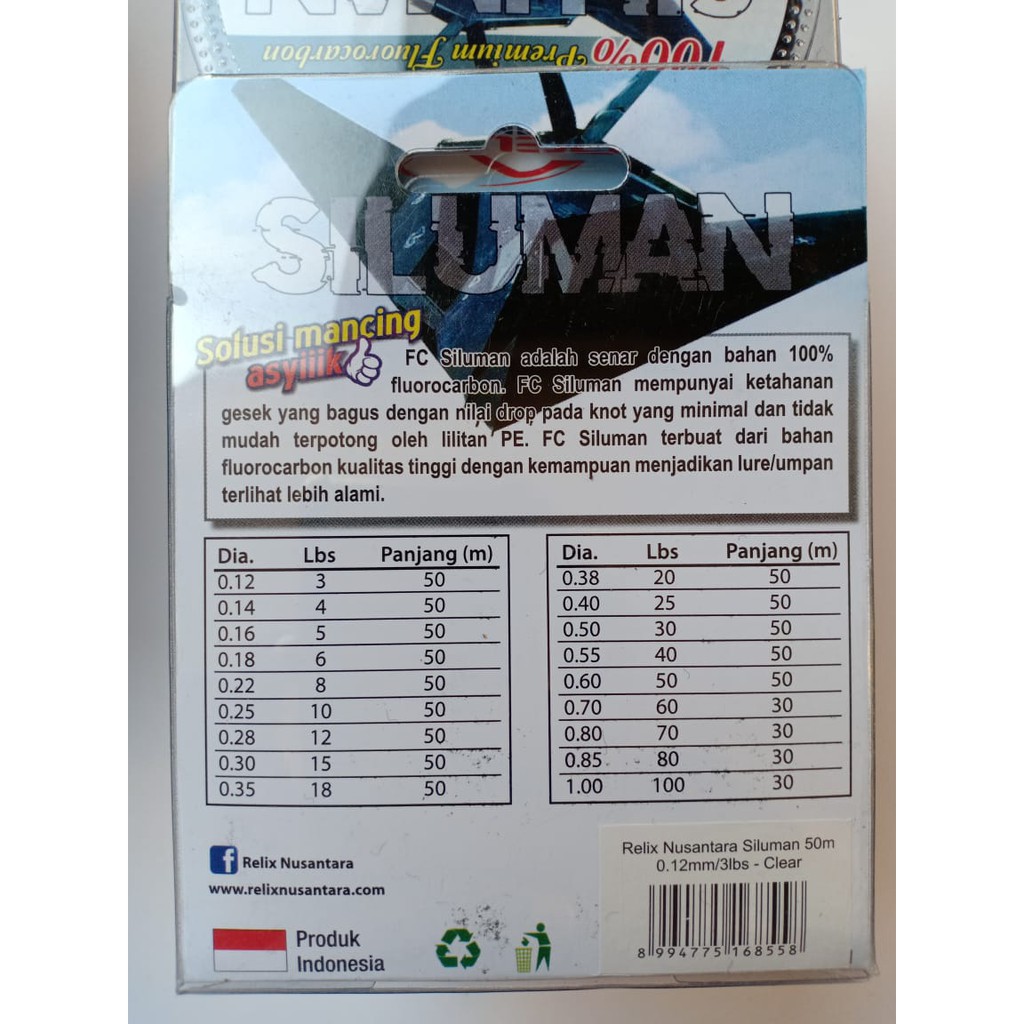 100% Premium Fluorocarbon
SILUMAN
Solusi mancing
asyiiik
FC Siluman adalah senar dengan bahan 100%
fluorocarbon. FC Siluman mempunyai ketahanan
gesek yang bagus dengan nilai drop pada knot yang minimal dan tidak
mudah terpotong oleh lilitan PE. FC Siluman terbuat dari bahan
fluorocarbon kualitas tinggi dengan kemampuan menjadikan lure/umpan
terlihat lebih alami.
Dia. Lbs Panjang (m)
0.12 3 50
0.14 4 50
0.16 5 50
0.18 6 50
0.22 8 50
0.25 10 50
0.28 12 50
0.30 15 50
0.35 18 50
Dia. Lbs Panjang (m)
0.38 20 50
0.40 25 50
0.50 30 50
0.55 40 50
0.60 50 50
0.70 60 30
0.80 70 30
0.85 80 30
1.00 100 30
Relix Nusantara
www.relixnusantara.com
Produk
Indonesia
Relix Nusantara Siluman 50m
0.12mm/3lbs - Clear
8 994775 168558